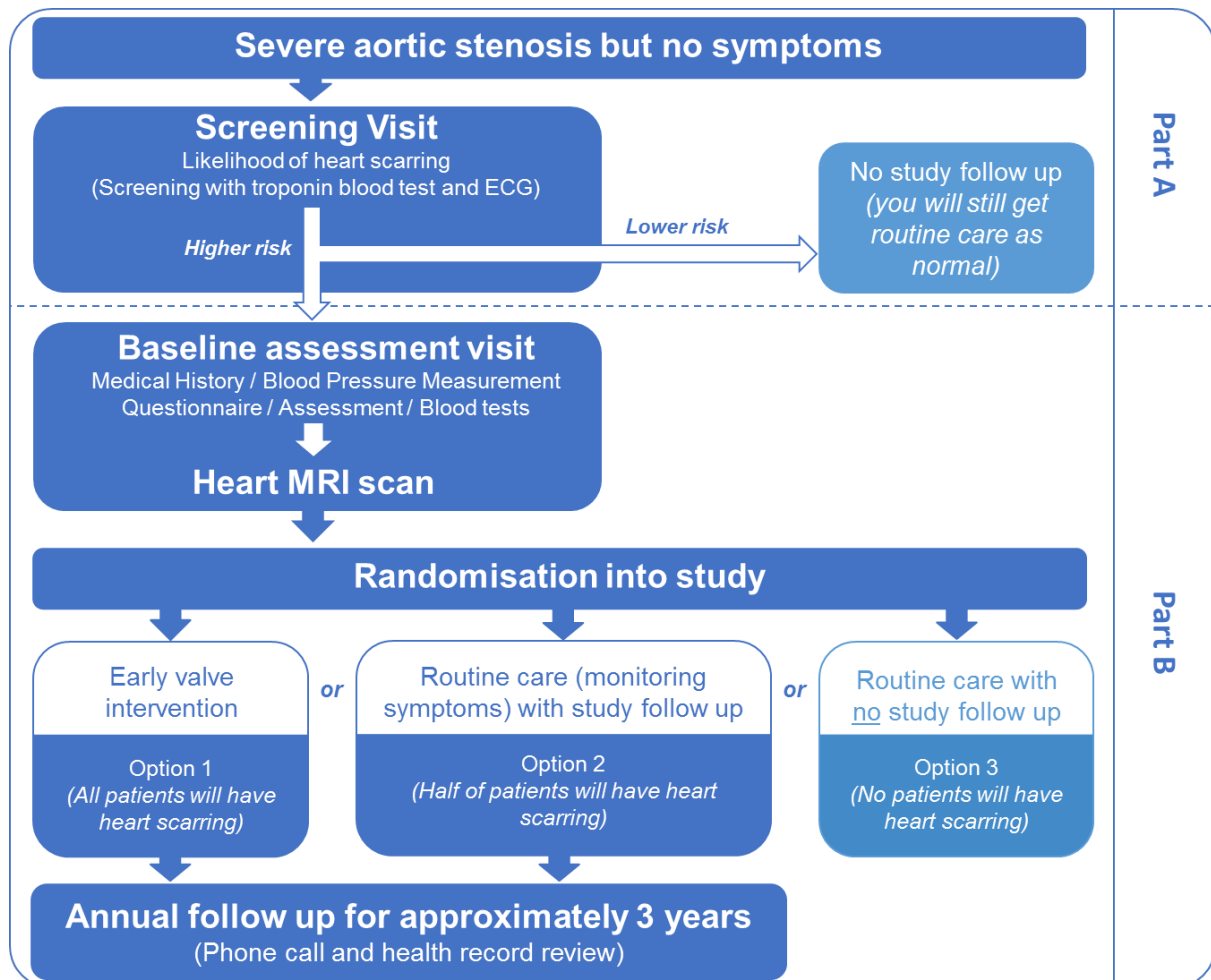 Severe aortic stenosis but no symptoms
Part A
Screening Visit
Likelihood of heart scarring
(Screening with troponin blood test and ECG)
Higher risk
Lower risk
No study follow up
(you will still get
routine care as
normal)
Part B
Baseline assessment visit
Medical History / Blood Pressure Measurement
Questionnaire / Assessment / Blood tests
Heart MRI scan
Randomisation into study
Early valve
intervention
Option 1
(All patients will have
heart scarring)
or
Routine care (monitoring
symptoms) with study follow up
Option 2
(Half of patients will have heart
scarring)
or
Routine care with
no study follow up
Option 3
(No patients will have
heart scarring)
Annual follow up for approximately 3 years
(Phone call and health record review)